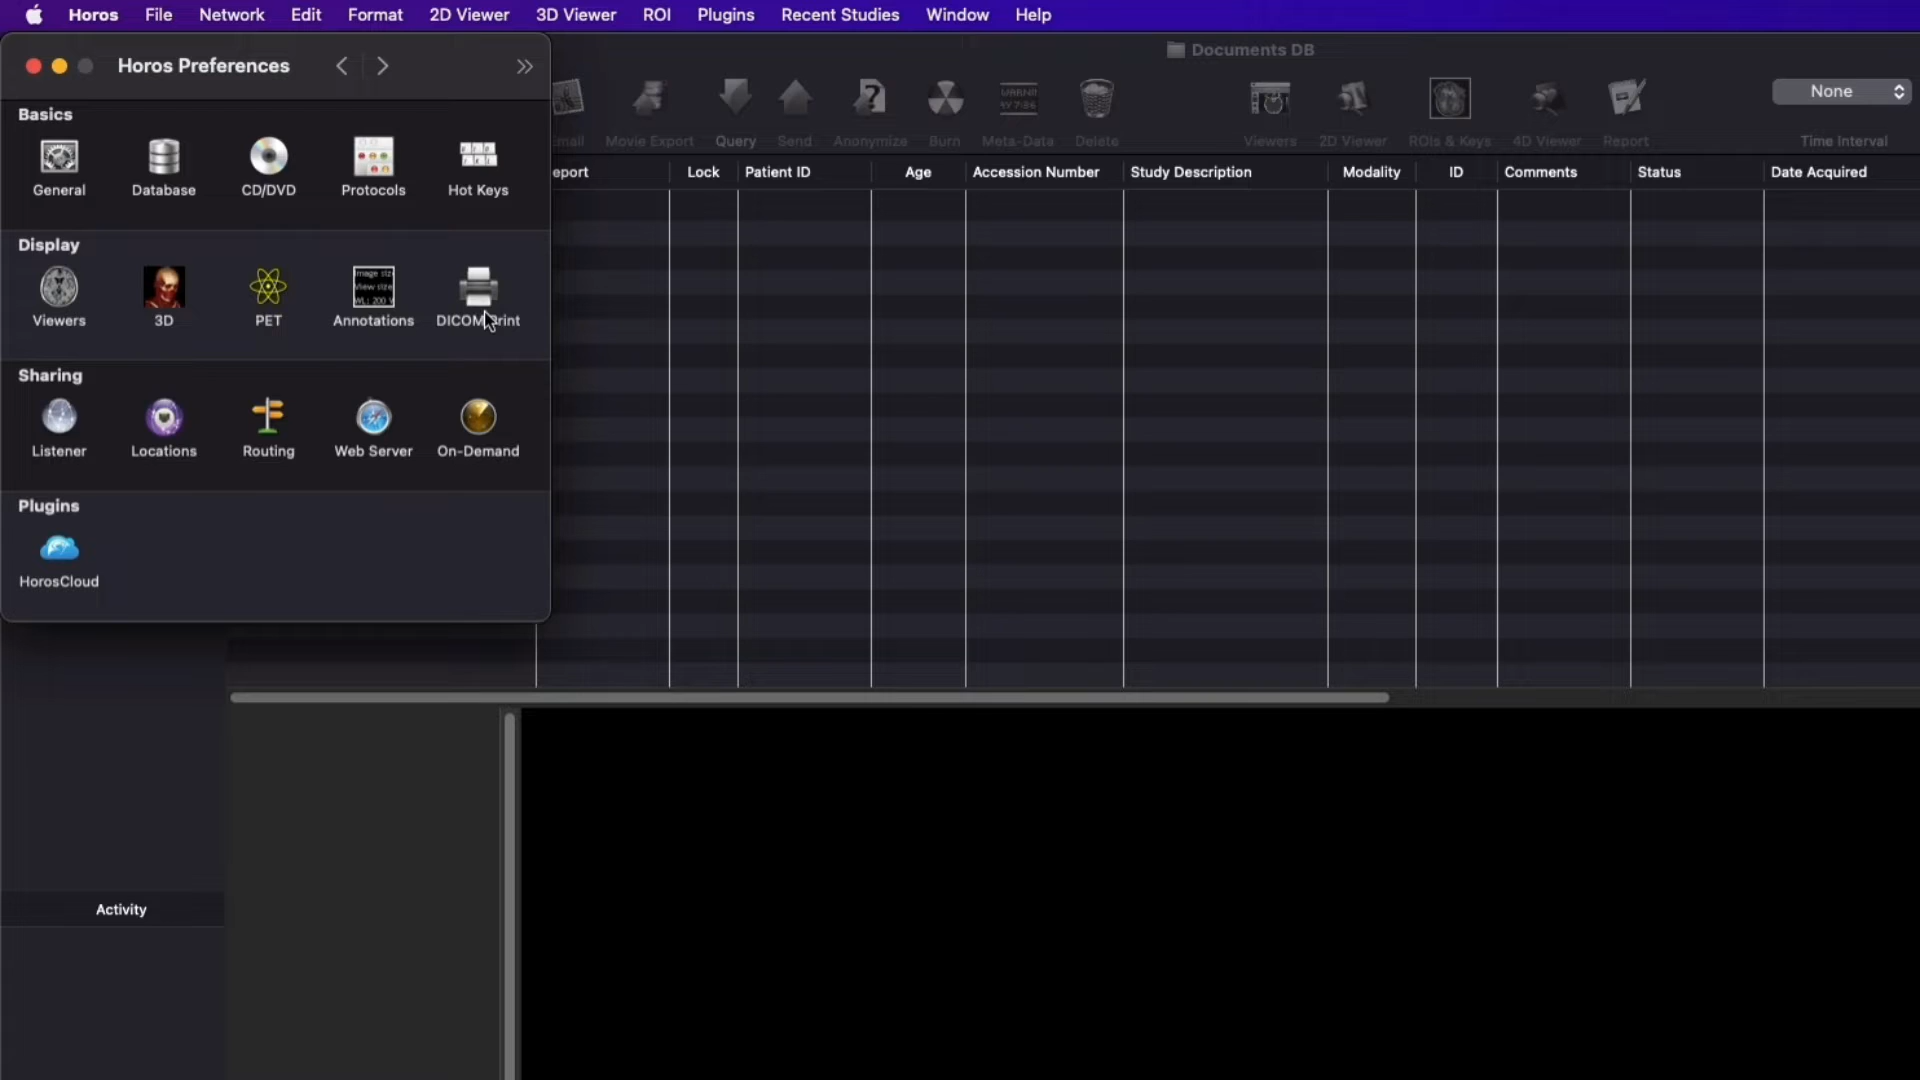 Horos File Network Edit Format 2D Viewer 3D Viewer ROI Plugins Recent Studies Window Help
Horos Preferences
Documents DB
None
Movie Export Query Send Anonymize Burn Meta-Data Delete Viewers 2D Viewer ROIs & Keys 4D Viewer Report Time Interval
eport Lock Patient ID Age Accession Number Study Description Modality ID Comments Status Date Acquired
Basics
General Database CD/DVD Protocols Hot Keys
Display
Viewers 3D PET Annotations DICOM Print
Sharing
Listener Locations Routing Web Server On-Demand
Plugins
HorosCloud
Activity